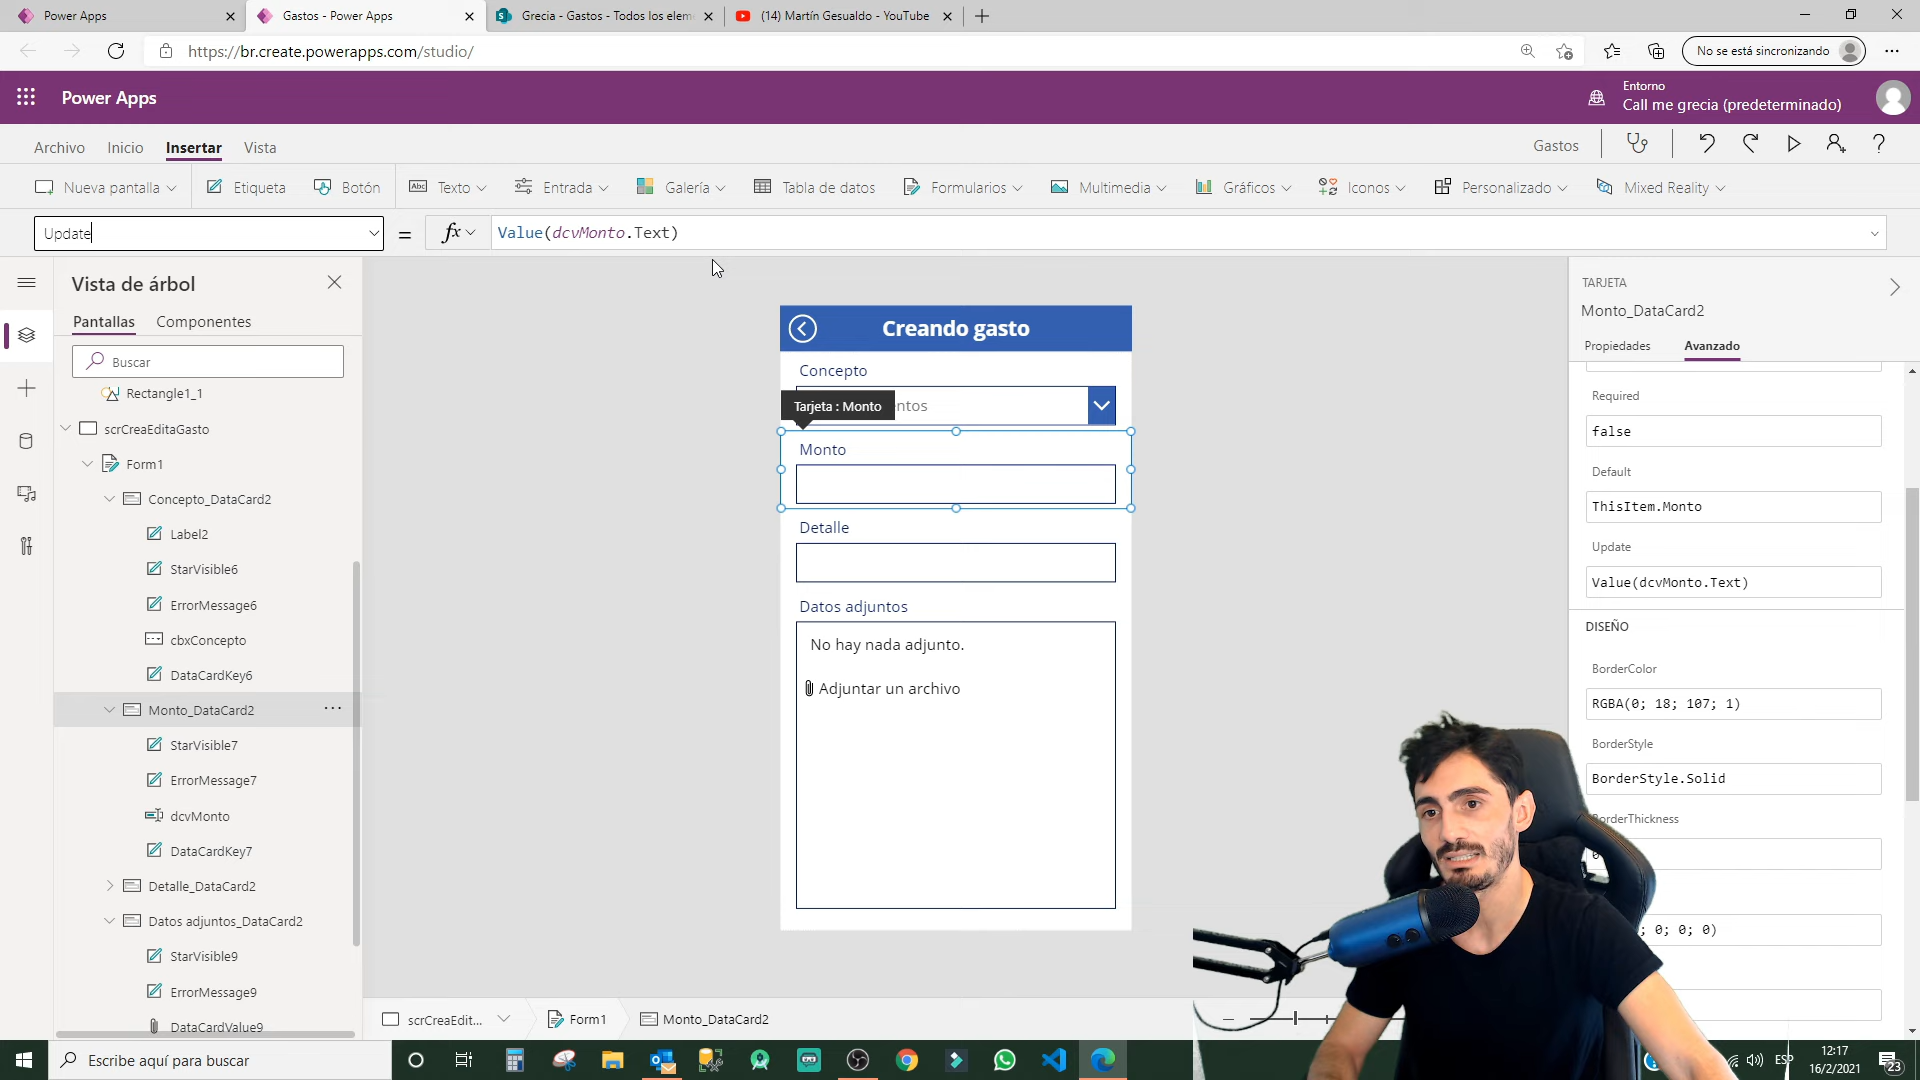 Power Apps
Gastos - Power Apps
Grecia - Gastos - Todos los elem
(14) Martín Gesualdo - YouTube
https://br.create.powerapps.com/studio/
No se está sincronizando
Power Apps
Entorno
Call me grecia (predeterminado)
Archivo
Inicio
Insertar
Vista
Gastos
Nueva pantalla
Etiqueta
Botón
Abc
Texto
Entrada
Galería
Tabla de datos
Formularios
Multimedia
Gráficos
Iconos
Personalizado
Mixed Reality
Update
=
fx
Value(dcvMonto.Text)
Vista de árbol
Pantallas
Componentes
Buscar
Rectangle1_1
scrCreaEditaGasto
Form1
Concepto_DataCard2
Label2
StarVisible6
ErrorMessage6
cbxConcepto
DataCardKey6
Monto_DataCard2
StarVisible7
ErrorMessage7
dcvMonto
DataCardKey7
Detalle_DataCard2
Datos adjuntos_DataCard2
StarVisible9
ErrorMessage9
DataCardValue9
Creando gasto
Concepto
Tarjeta : Monto
entos
Monto
Detalle
Datos adjuntos
No hay nada adjunto.
Adjuntar un archivo
scrCreaEdit...
Form1
Monto_DataCard2
TARJETA
Monto_DataCard2
Propiedades
Avanzado
Required
false
Default
ThisItem.Monto
Update
Value(dcvMonto.Text)
DISEÑO
BorderColor
RGBA(0; 18; 107; 1)
BorderStyle
BorderStyle.Solid
BorderThickness
0
; 0; 0; 0)
Escribe aquí para buscar
ESP
12:17
16/2/2021
23